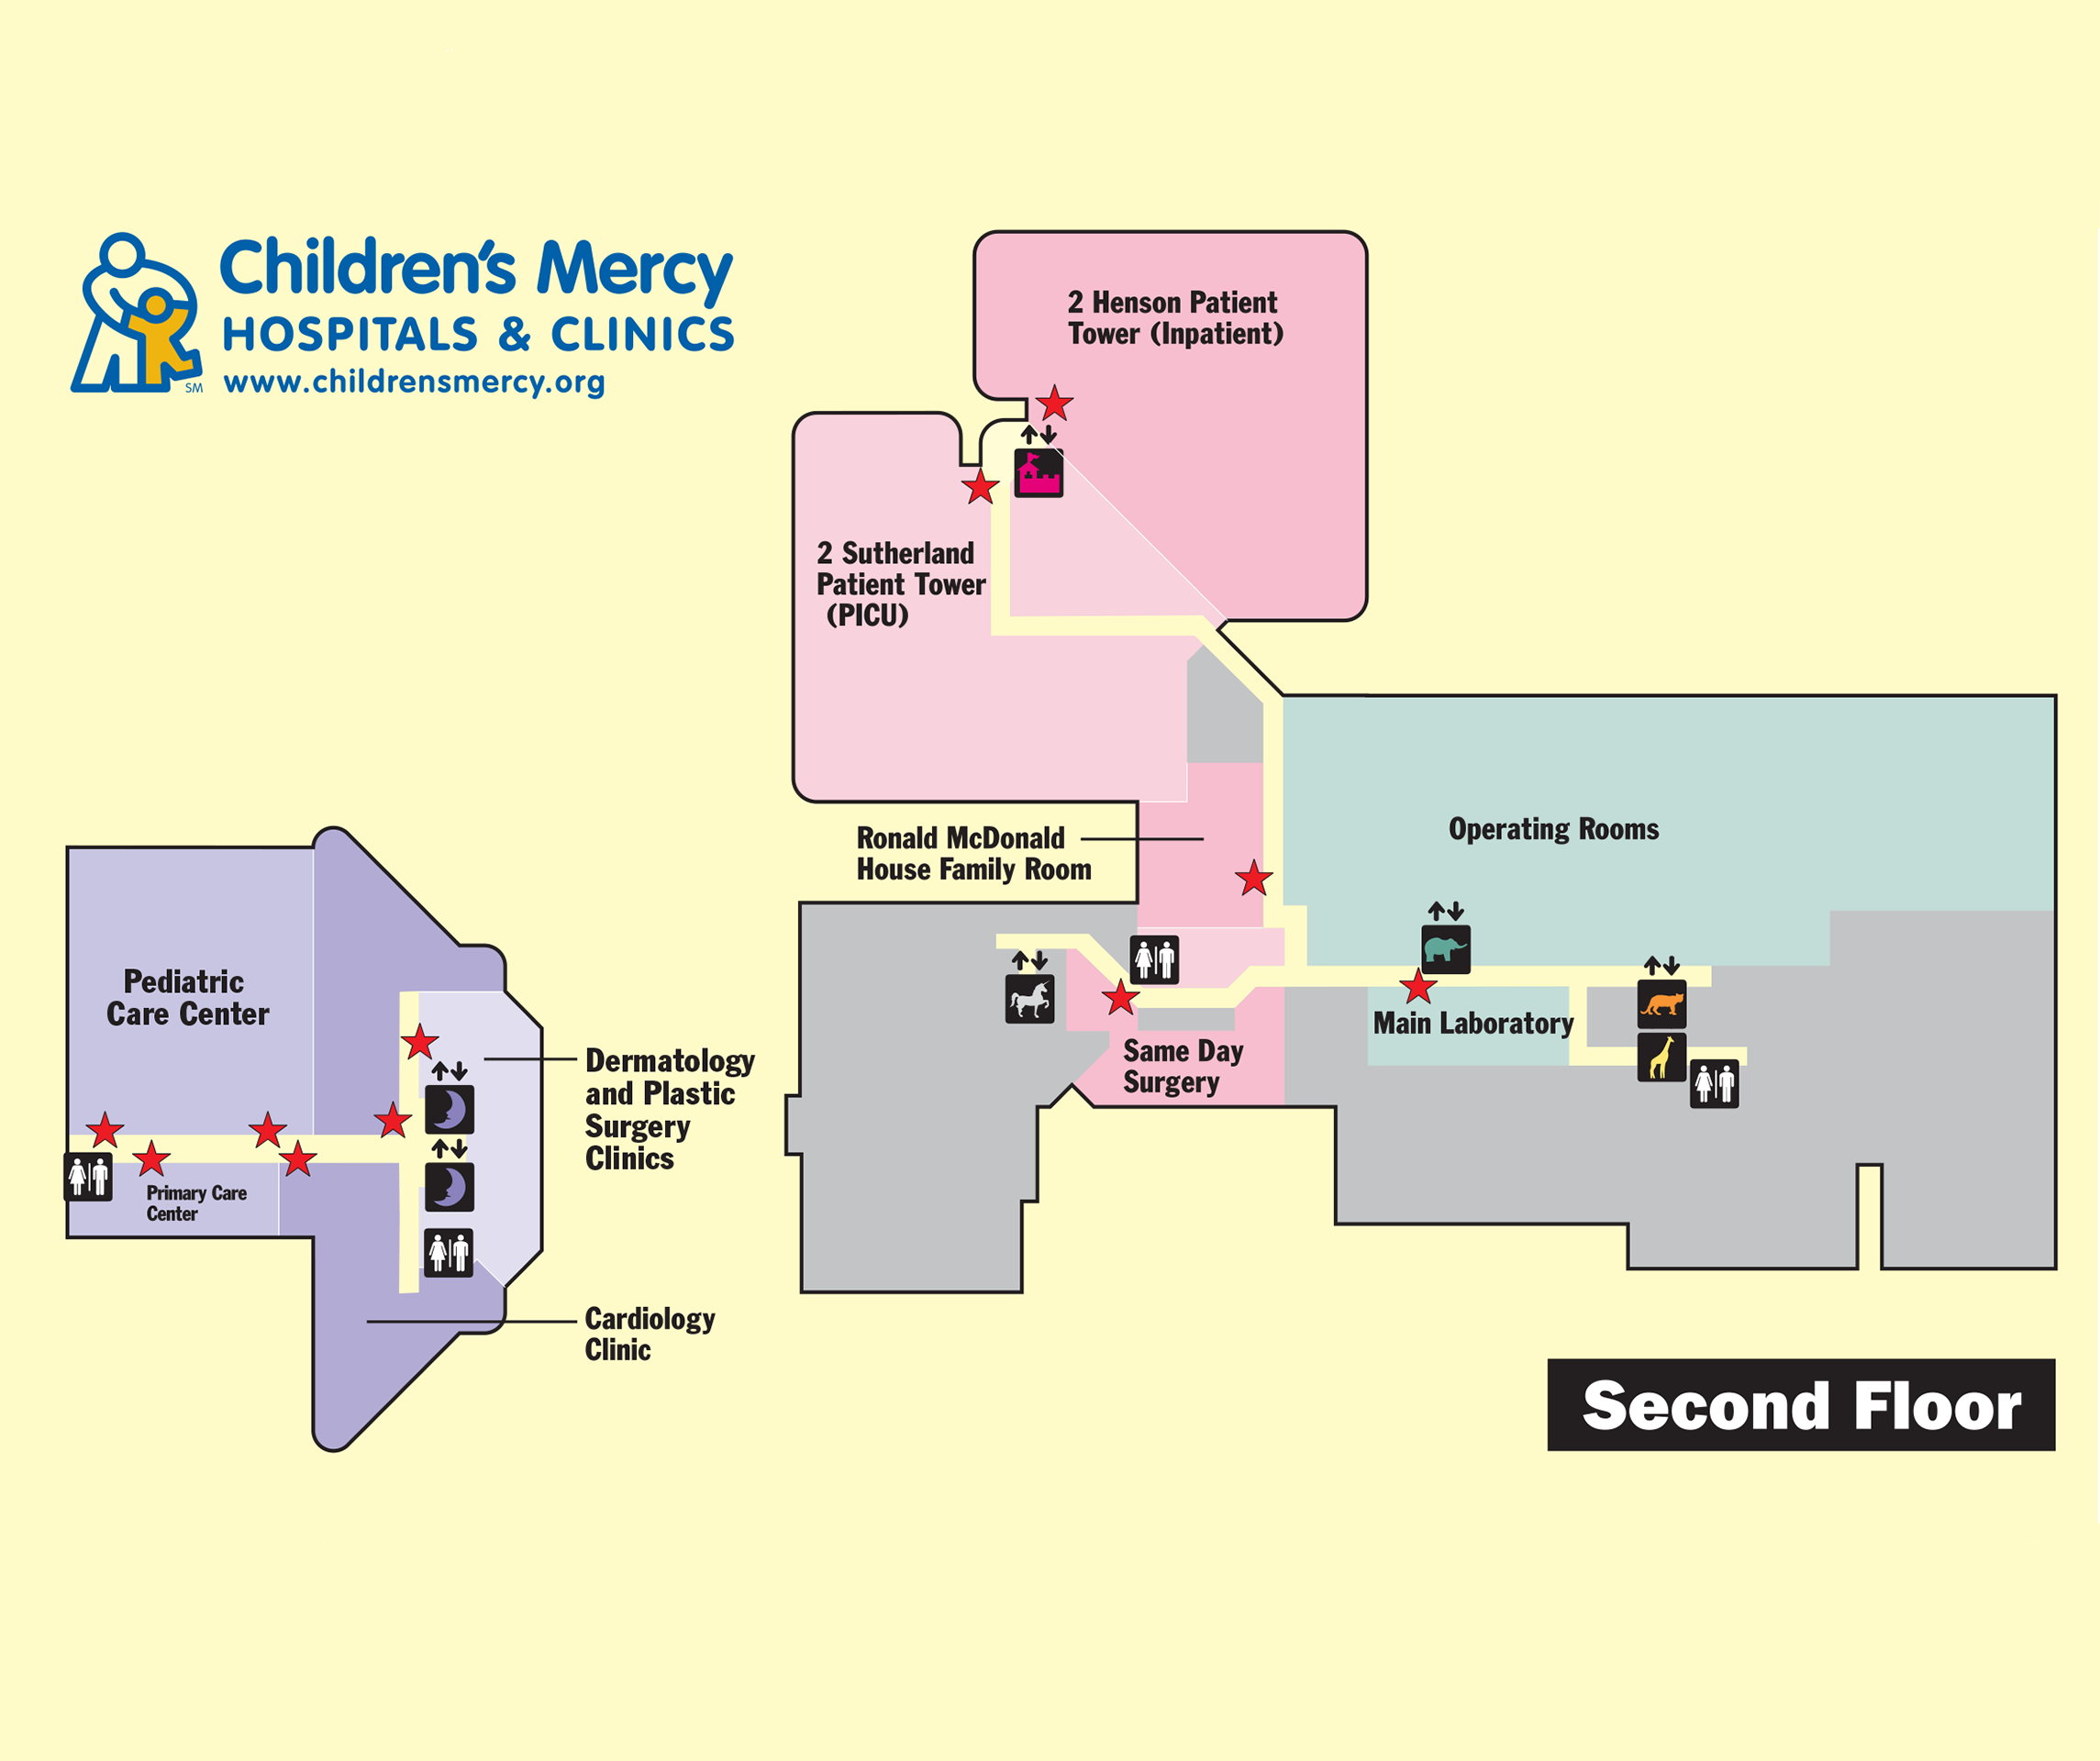 Children's Mercy
HOSPITALS & CLINICS
www.childrensmercy.org
SM
2 Henson Patient
Tower (Inpatient)
2 Sutherland
Patient Tower
(PICU)
Ronald McDonald
House Family Room
Operating Rooms
Main Laboratory
Same Day
Surgery
Pediatric
Care Center
Primary Care
Center
Dermatology
and Plastic
Surgery
Clinics
Cardiology
Clinic
Second Floor